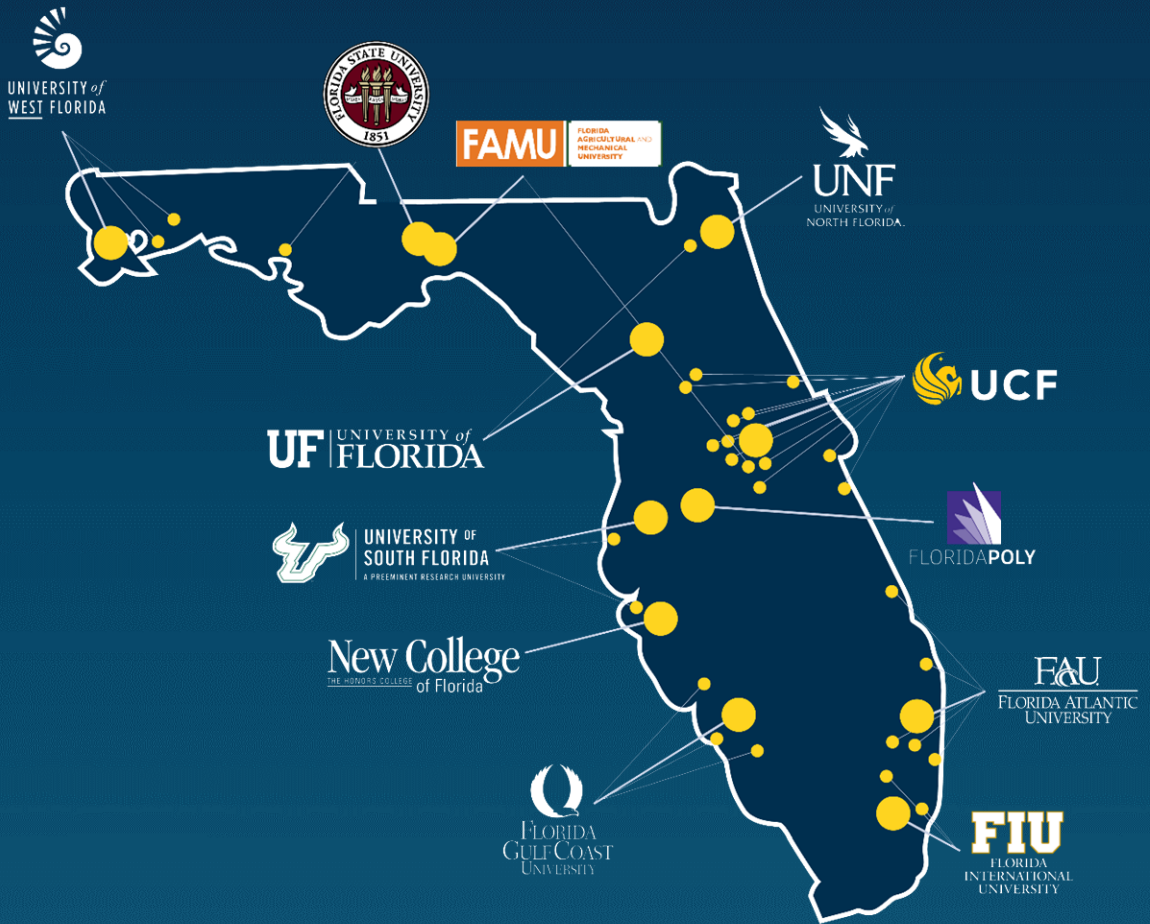 UNIVERSITY of
WEST FLORIDA
FLORIDA STATE UNIVERSITY
1851
FAMU
FLORIDA
AGRICULTURAL AND
MECHANICAL
UNIVERSITY
UNF
UNIVERSITY of
NORTH FLORIDA.
UCF
UF
UNIVERSITY of
FLORIDA
FLORIDAPOLY
UNIVERSITY OF
SOUTH FLORIDA
A PREEMINENT RESEARCH UNIVERSITY
New College
THE HONORS COLLEGE
of Florida
FAU
FLORIDA ATLANTIC
UNIVERSITY
FLORIDA
GULF COAST
UNIVERSITY
FIU
FLORIDA
INTERNATIONAL
UNIVERSITY